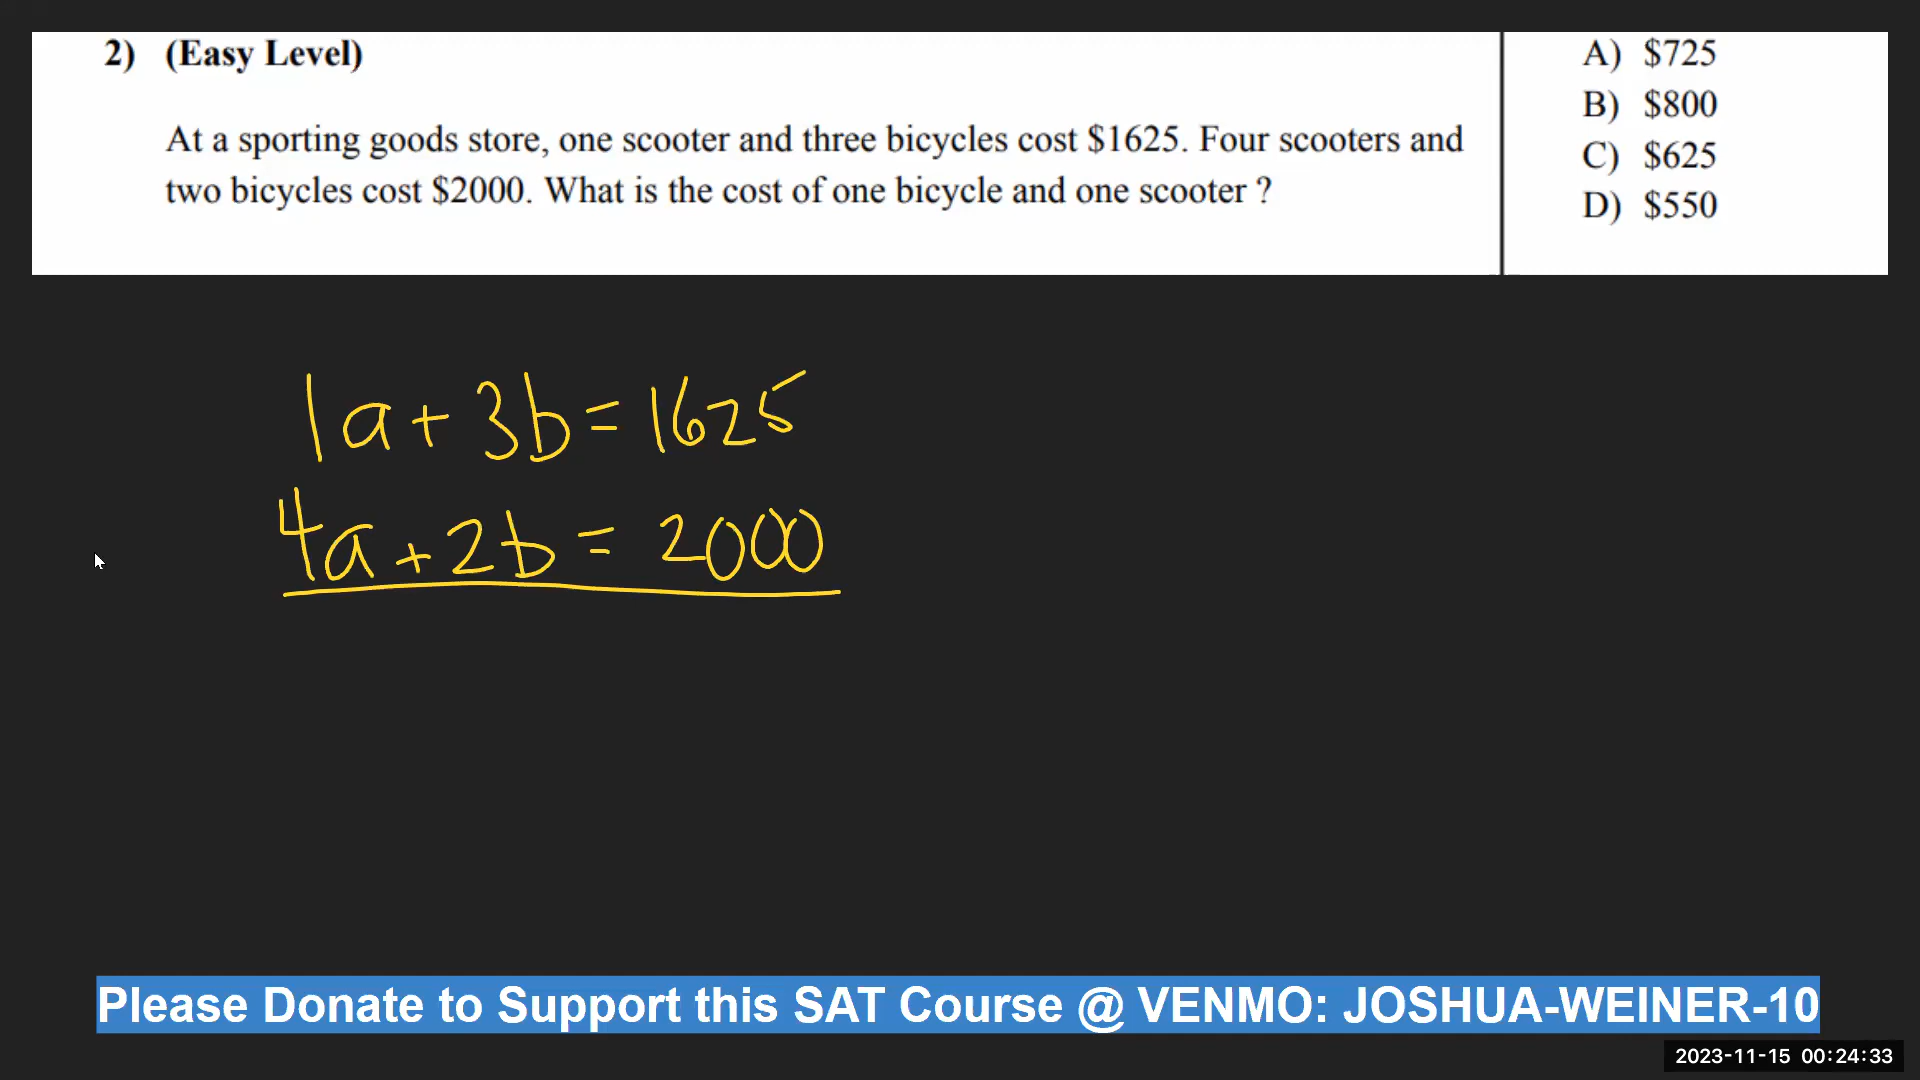 2) (Easy Level)
At a sporting goods store, one scooter and three bicycles cost $1625. Four scooters and
two bicycles cost $2000. What is the cost of one bicycle and one scooter ?
A) $725
B) $800
C) $625
D) $550
1a + 3b = 1625
4a + 2b = 2000
Please Donate to Support this SAT Course @ VENMO: JOSHUA-WEINER-10
2023-11-15 00:24:33